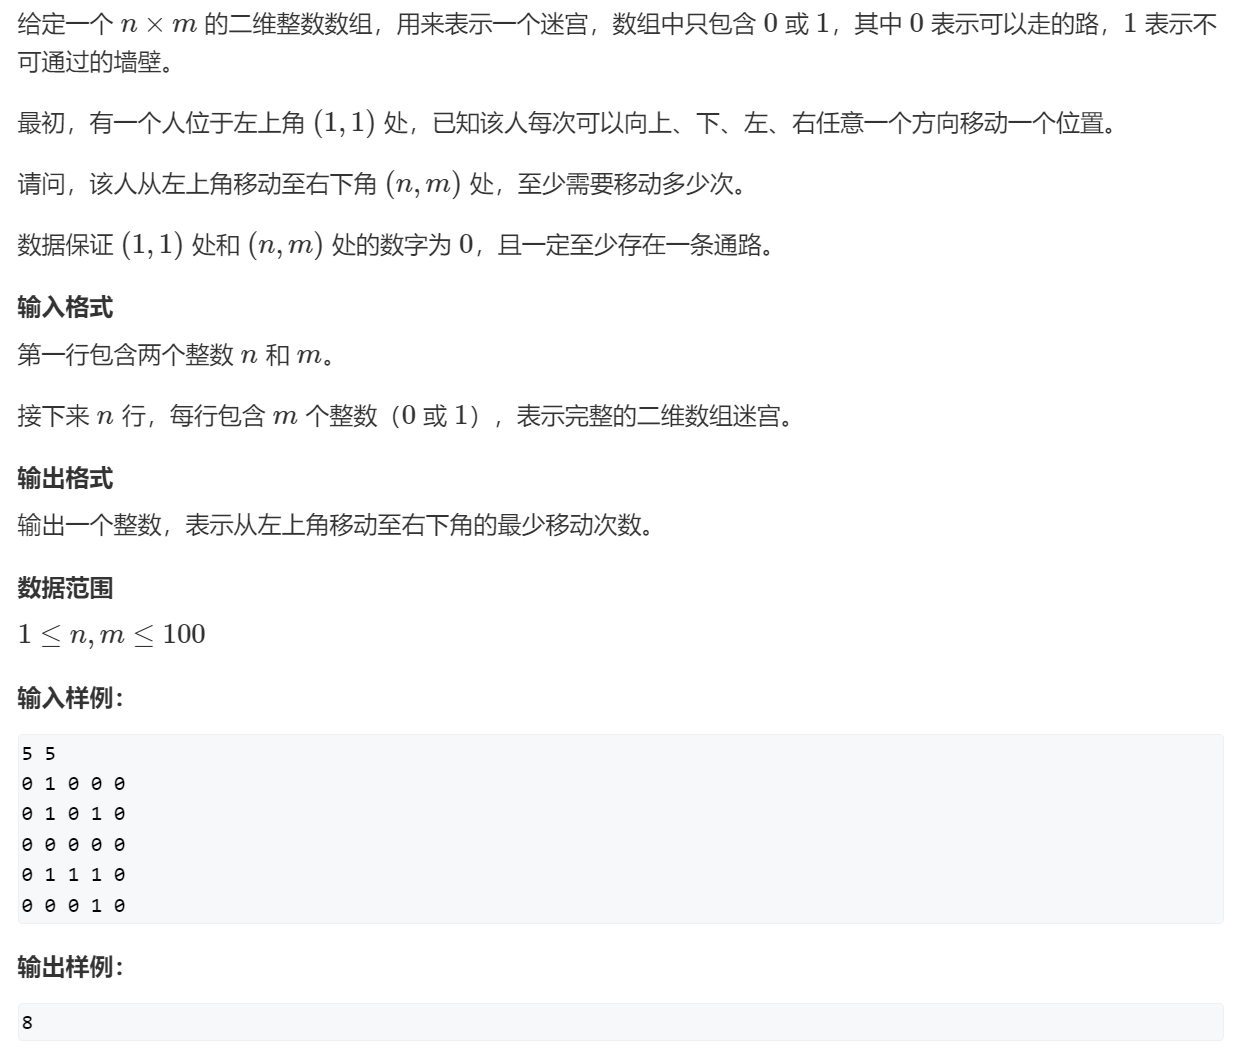 给定一个 n × m 的二维整数数组，用来表示一个迷宫，数组中只包含 0 或 1，其中 0 表示可以走的路，1 表示不
可通过的墙壁。
最初，有一个人位于左上角 (1, 1) 处，已知该人每次可以向上、下、左、右任意一个方向移动一个位置。
请问，该人从左上角移动至右下角 (n, m) 处，至少需要移动多少次。
数据保证 (1, 1) 处和 (n, m) 处的数字为 0，且一定至少存在一条通路。
输入格式
第一行包含两个整数 n 和 m。
接下来 n 行，每行包含 m 个整数（0 或 1），表示完整的二维数组迷宫。
输出格式
输出一个整数，表示从左上角移动至右下角的最少移动次数。
数据范围
1 ≤ n, m ≤ 100
输入样例：
5 5
0 1 0 0 0
0 1 0 1 0
0 0 0 0 0
0 1 1 1 0
0 0 0 1 0
输出样例：
8